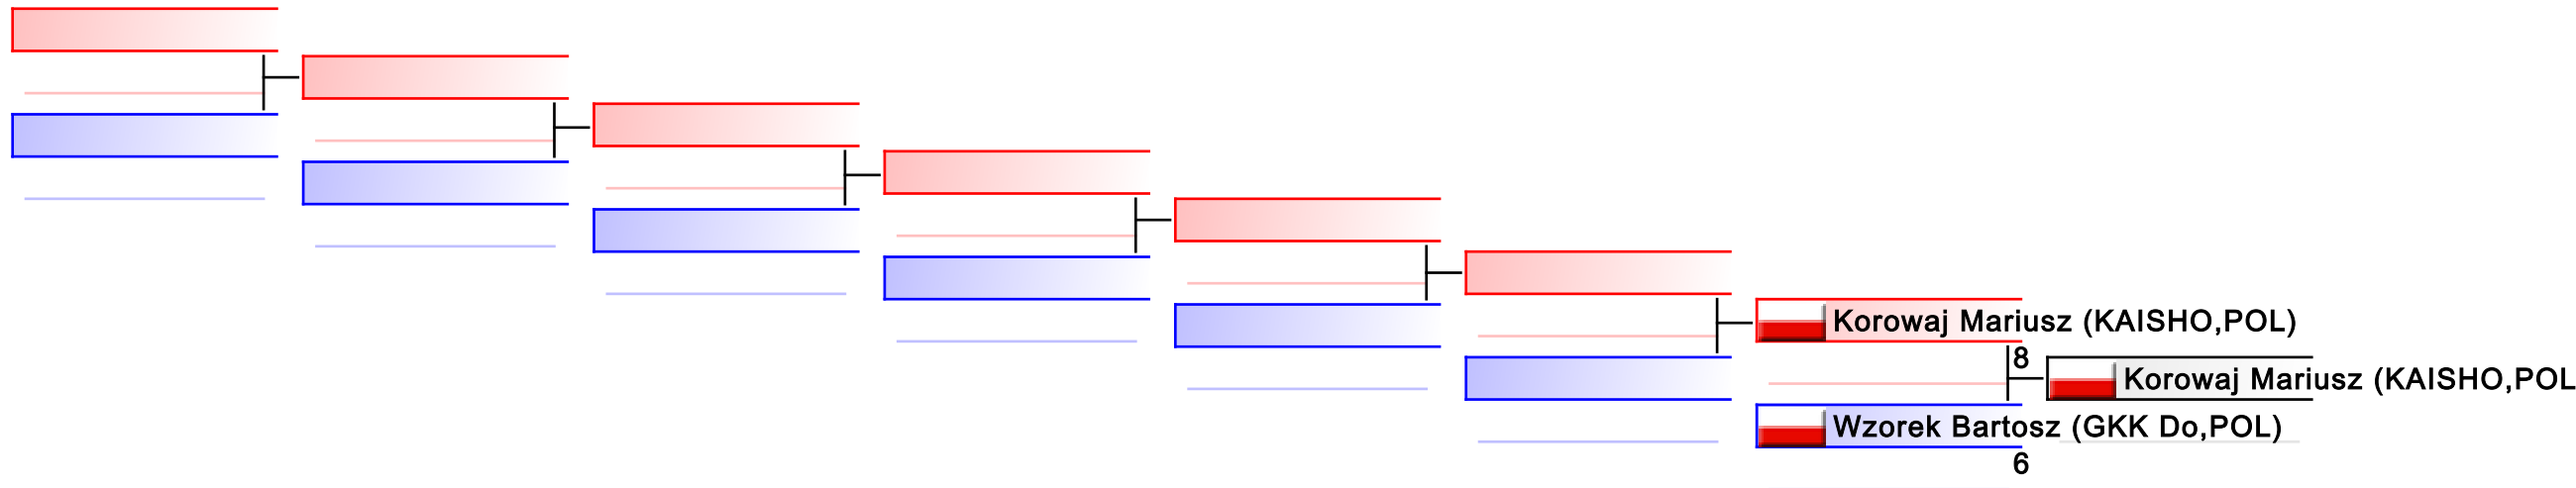 Korowaj Mariusz (KAISHO,POL)
8
Korowaj Mariusz (KAISHO,POL
Wzorek Bartosz (GKK Do,POL)
6